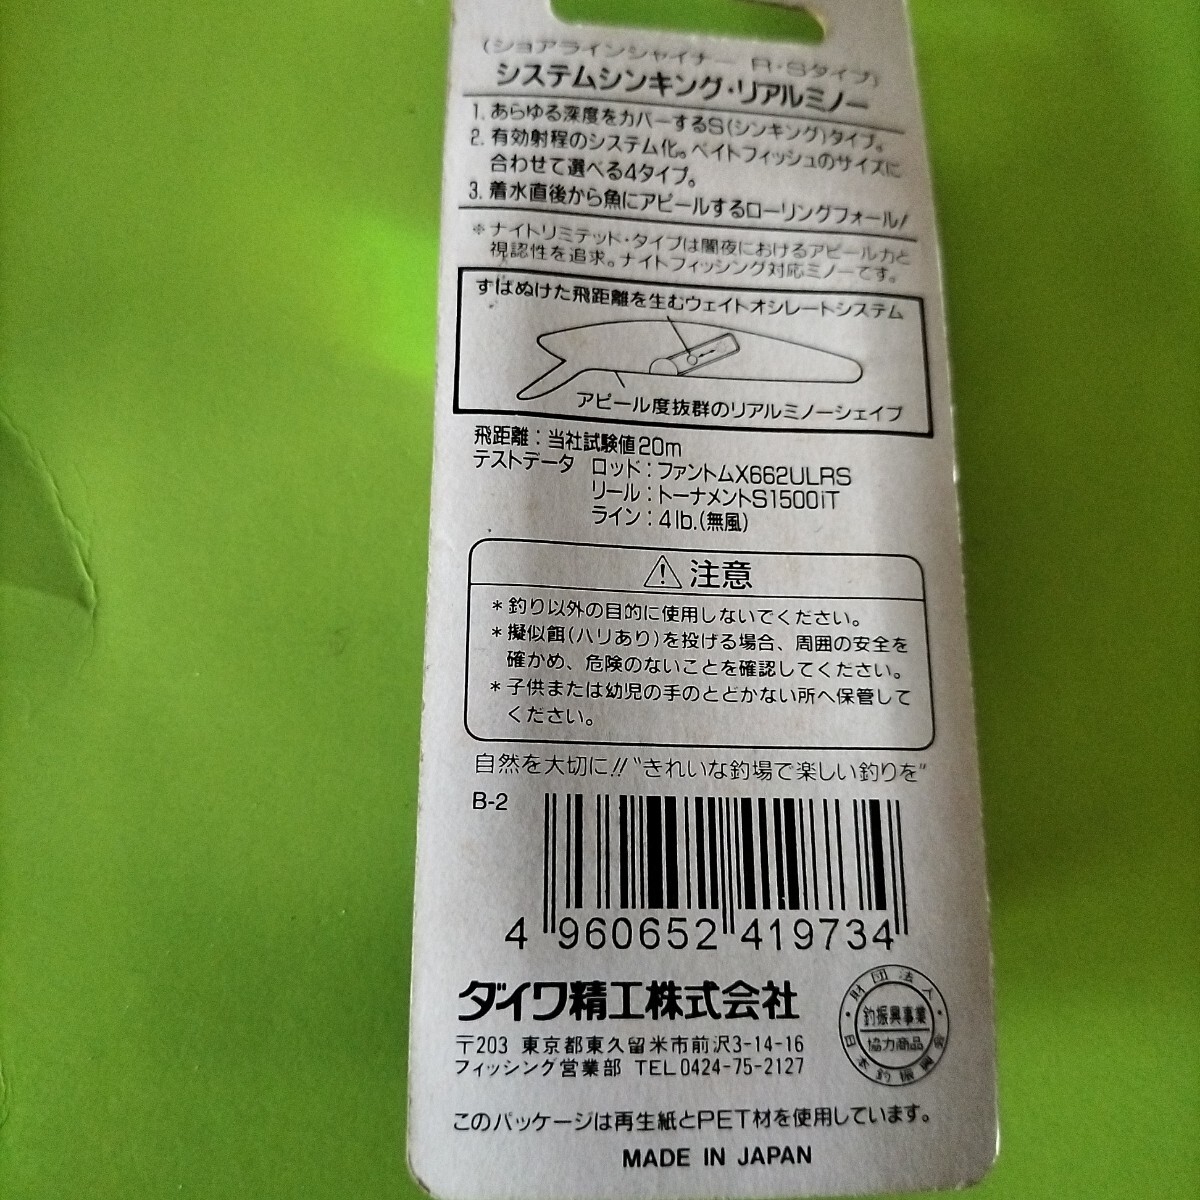 (ショアラインシャイナー R・Sタイプ)
システムシンキング・リアルミノー
1. あらゆる深度をカバーするS(シンキング)タイプ。
2. 有効射程のシステム化。ベイトフィッシュのサイズに
合わせて選べる4タイプ。
3. 着水直後から魚にアピールするローリングフォール!
※ナイトリミテッド・タイプは闇夜におけるアピール力と
視認性を追求。ナイトフィッシング対応ミノーです。
ずばぬけた飛距離を生むウェイトオシレートシステム
アピール度抜群のリアルミノーシェイプ
飛距離:当社試験値20m
テストデータ ロッド:ファントムX662ULRS
リール:トーナメントS1500iT
ライン:4lb.(無風)
⚠注意
*釣り以外の目的に使用しないでください。
*擬似餌(ハリあり)を投げる場合、周囲の安全を
確かめ、危険のないことを確認してください。
*子供または幼児の手のとどかない所へ保管して
ください。
自然を大切に!!“きれいな釣場で楽しい釣りを”
B-2
4 960652 419734
ダイワ精工株式会社
〒203 東京都東久留米市前沢3-14-16
フィッシング営業部 TEL0424-75-2127
財団法人
釣振興事業
協力商品
日本釣振興会
このパッケージは再生紙とPET材を使用しています。
MADE IN JAPAN